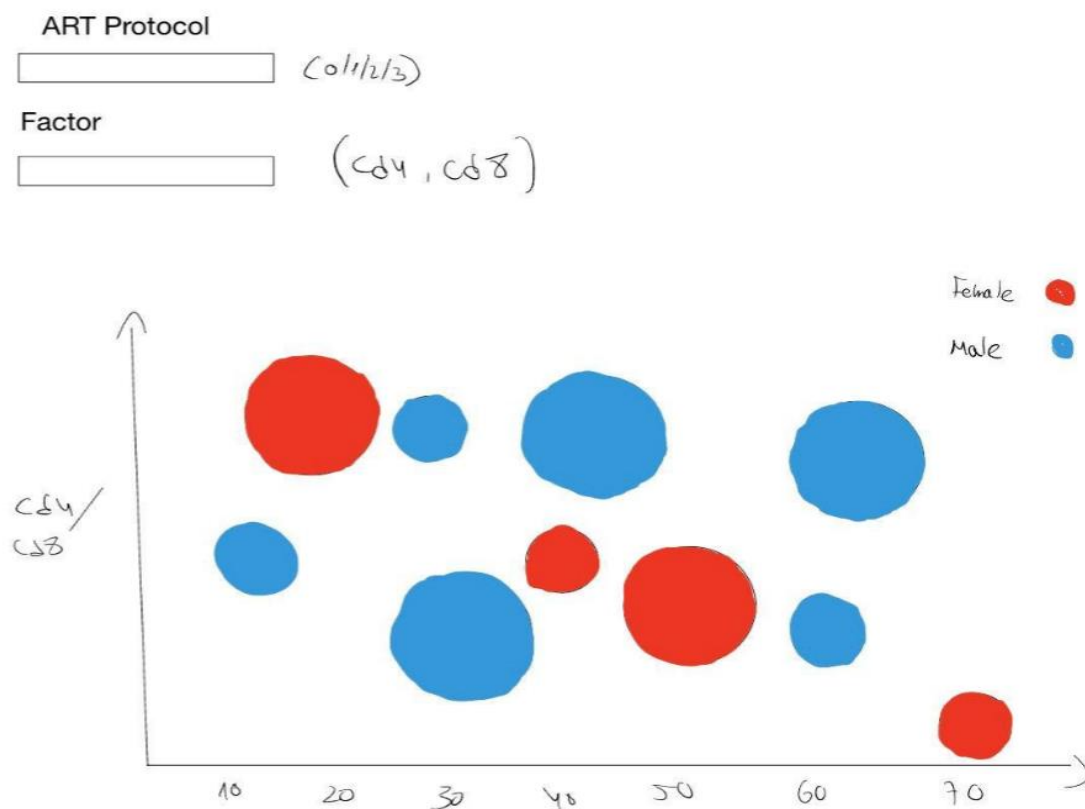 ART Protocol
(0/1/2/3)
Factor
(cd4, cd8)
Female
Male
cd4/
cd8
10 20 30 40 50 60 70